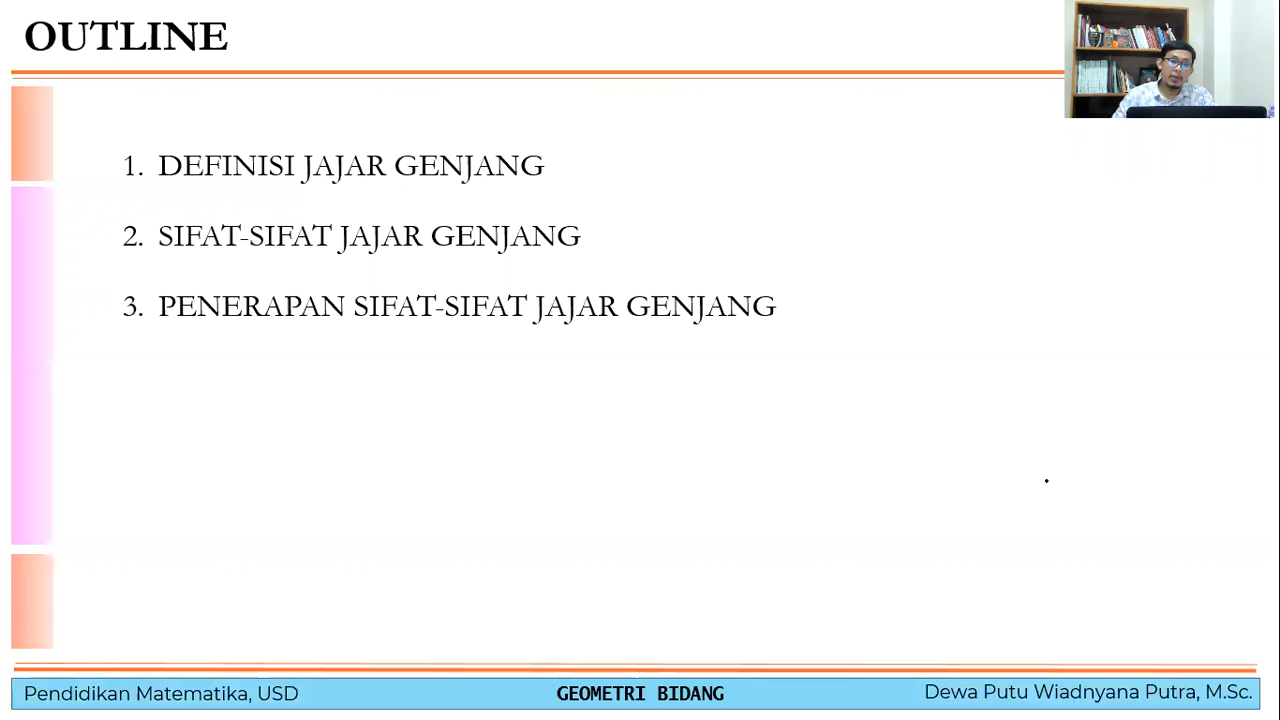 OUTLINE
1. DEFINISI JAJAR GENJANG
2. SIFAT-SIFAT JAJAR GENJANG
3. PENERAPAN SIFAT-SIFAT JAJAR GENJANG
Pendidikan Matematika, USD
GEOMETRI BIDANG
Dewa Putu Wiadnyana Putra, M.Sc.